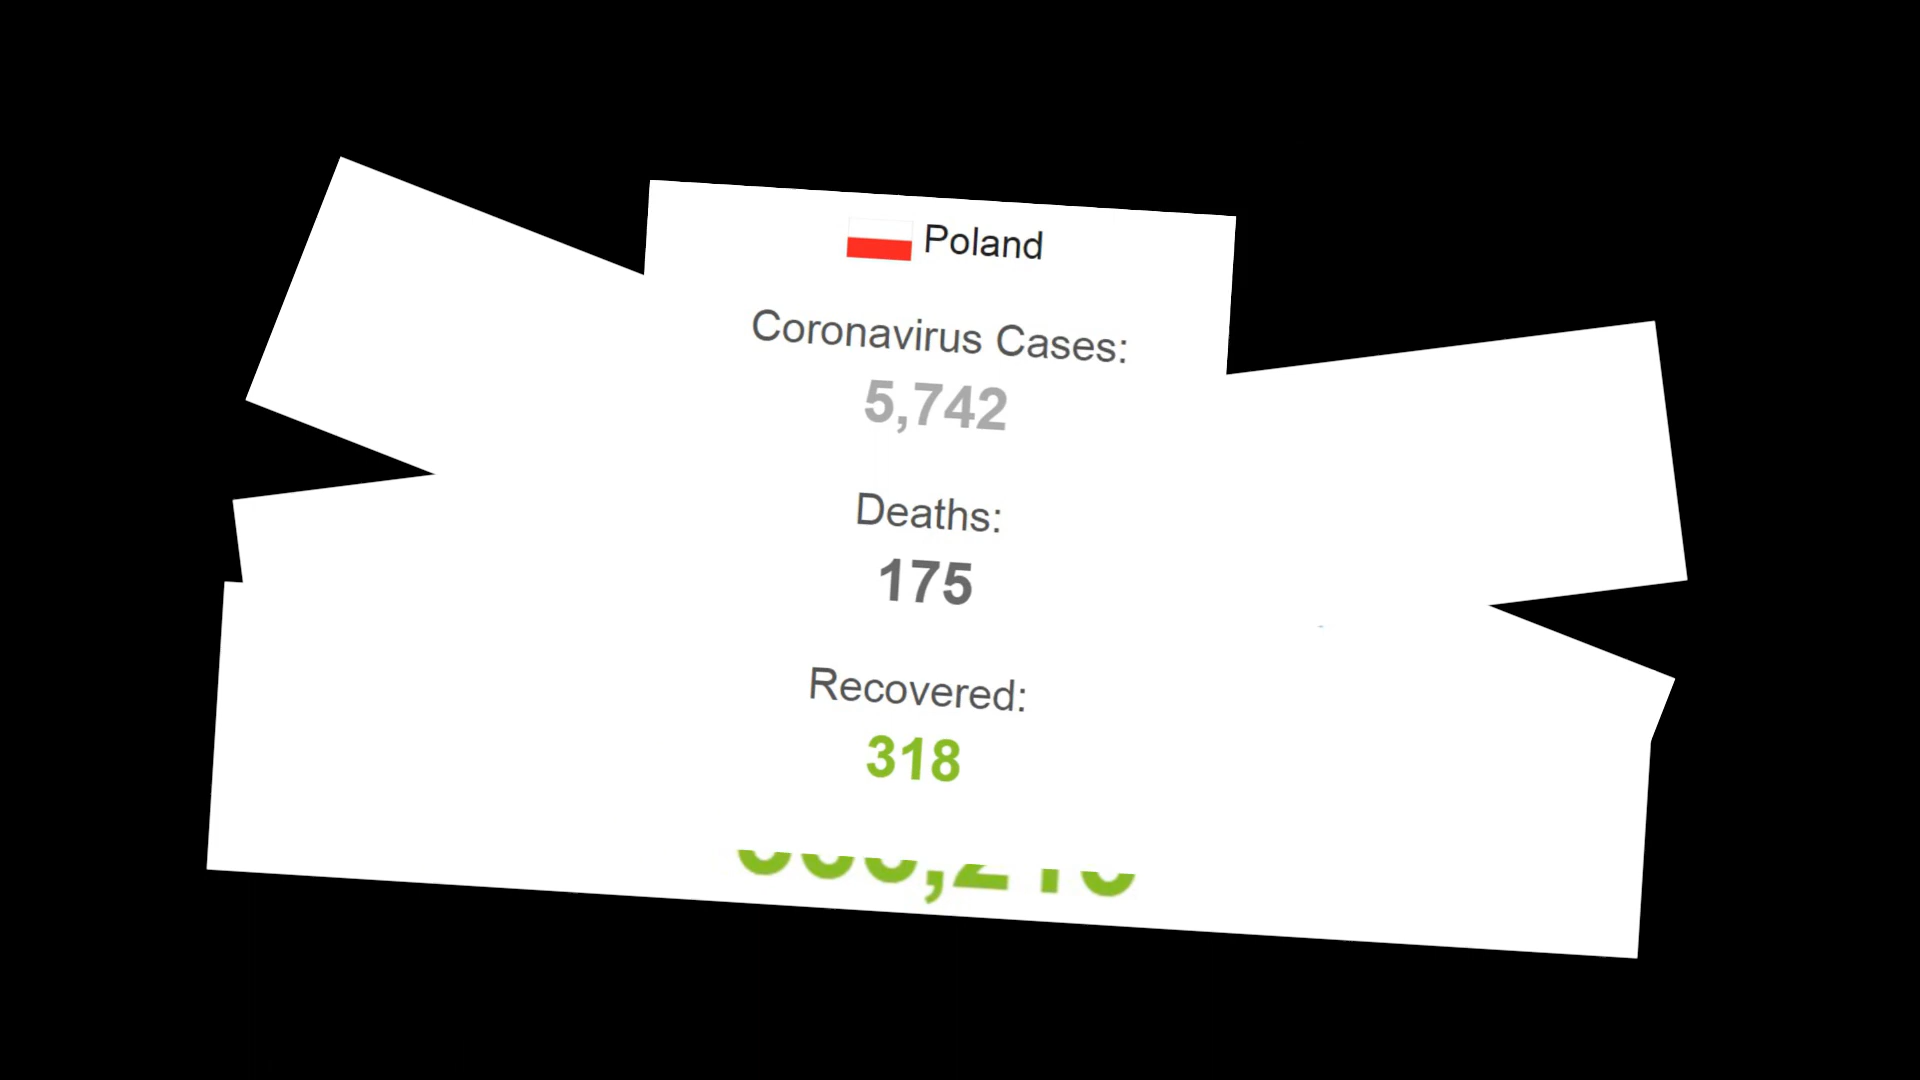 Poland
Coronavirus Cases:
5,742
Deaths:
175
Recovered:
318